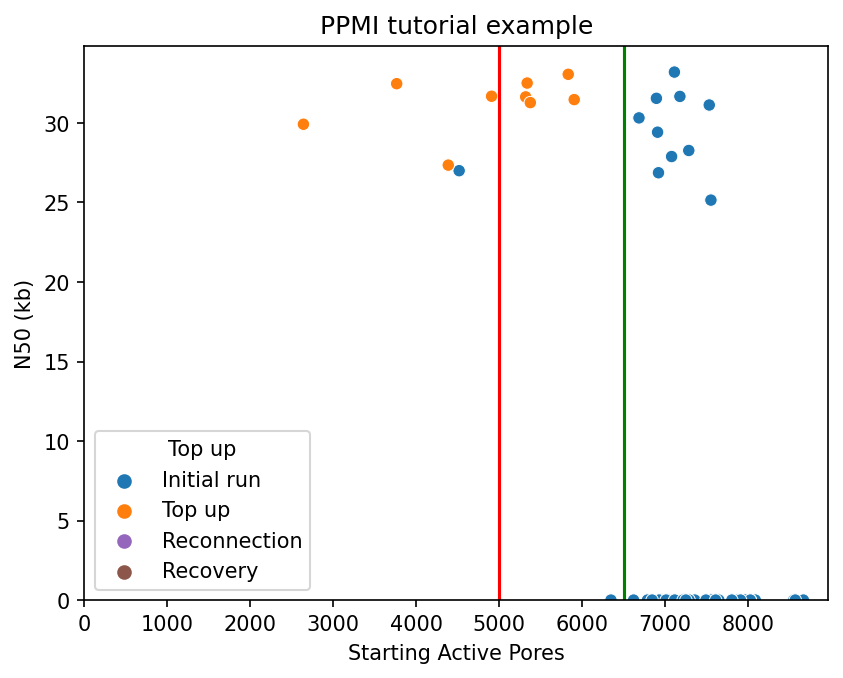 PPMI tutorial example
N50 (kb)
30
25
20
15
10
5
0
Top up
Initial run
Top up
Reconnection
Recovery
0 1000 2000 3000 4000 5000 6000 7000 8000
Starting Active Pores